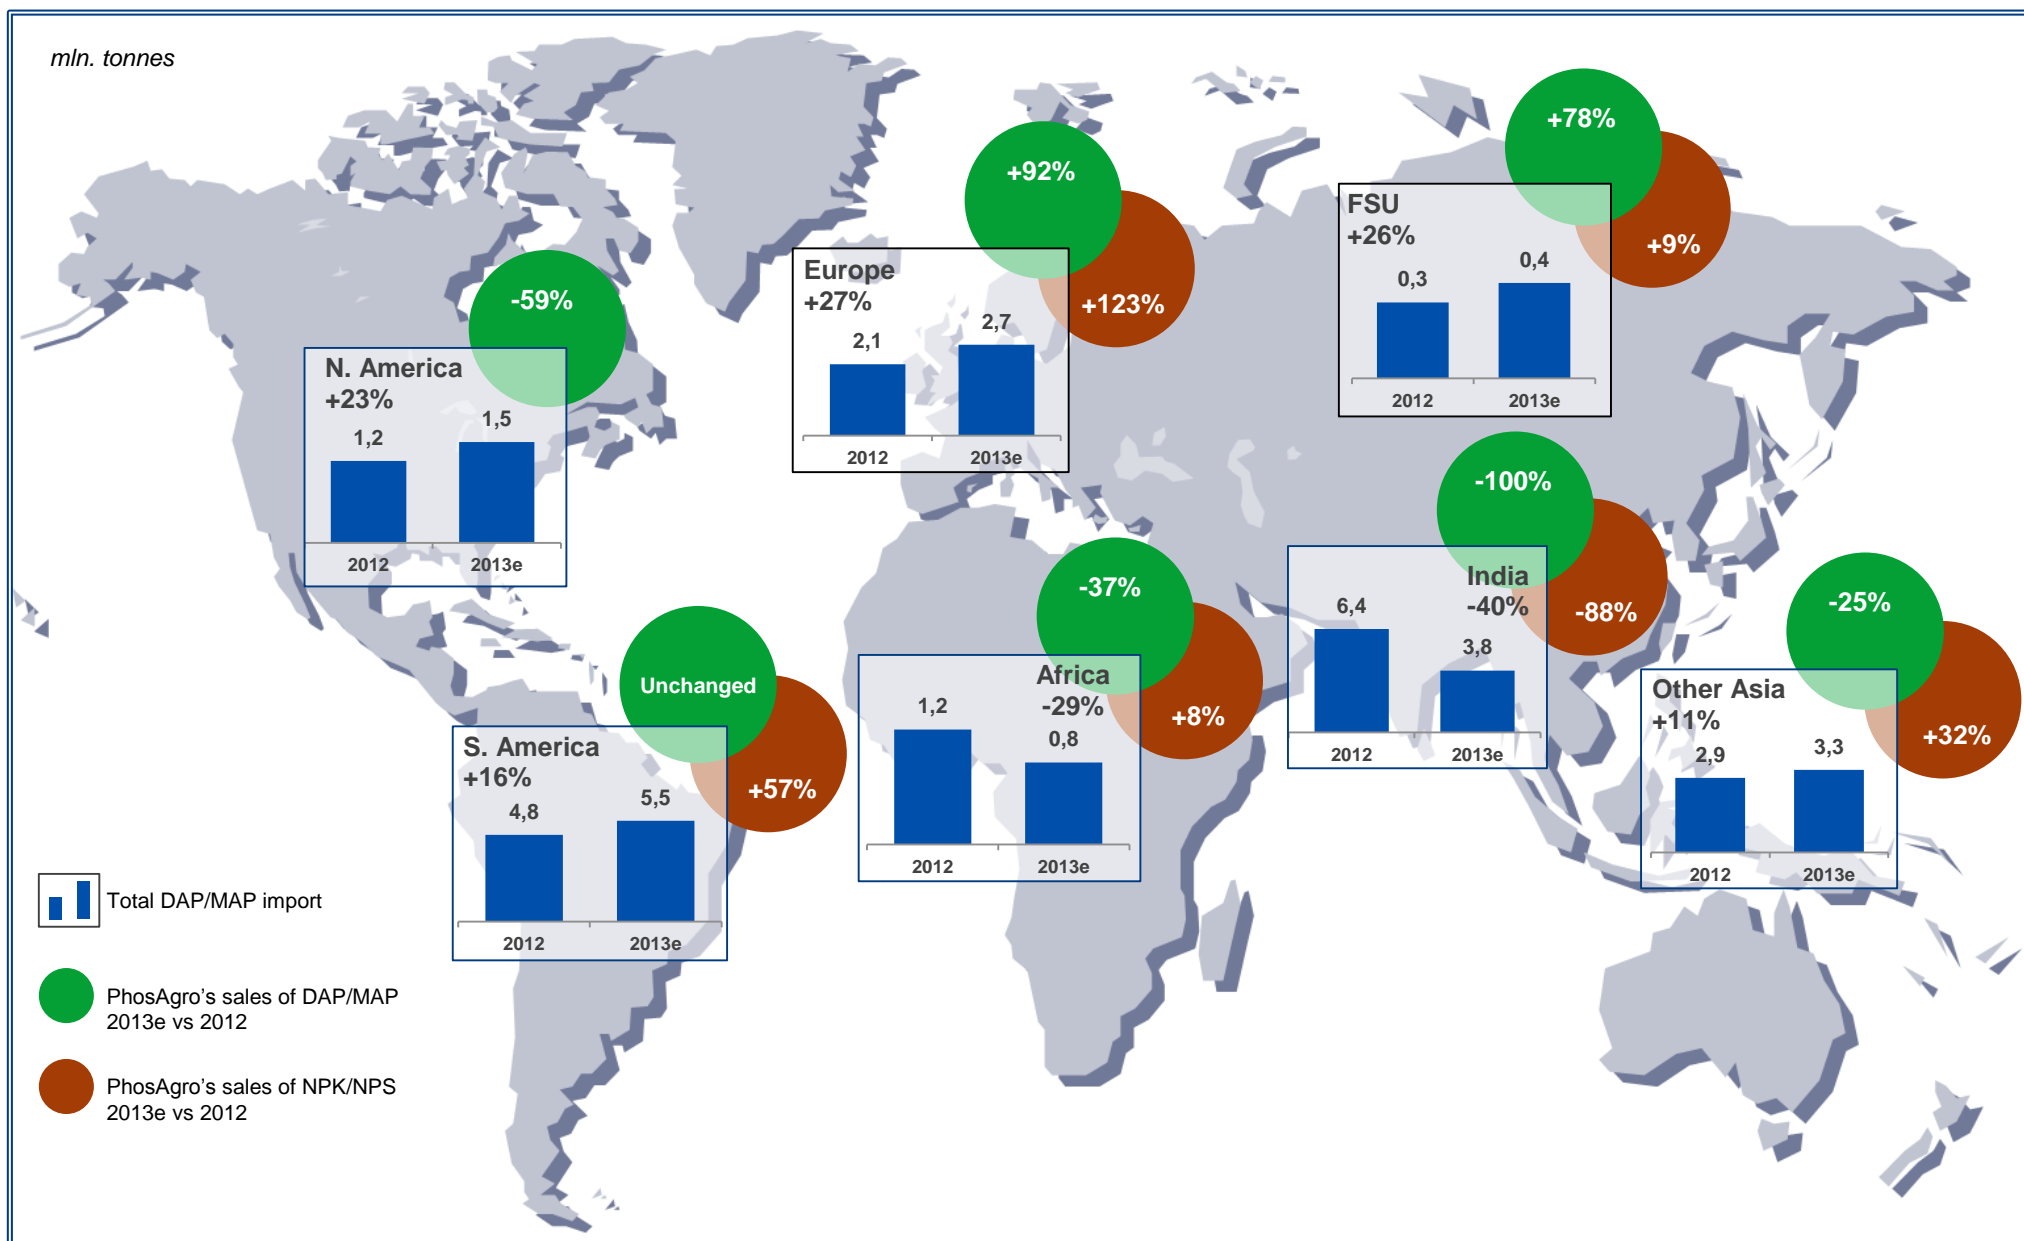 mln. tonnes
+78%
+92%
FSU
+26%
+9%
0,3
0,4
2012
2013e
Europe
+27%
+123%
2,1
2,7
2012
2013e
-59%
N. America
+23%
1,2
1,5
2012
2013e
-100%
India
-40%
-88%
6,4
3,8
2012
2013e
-37%
Africa
-29%
+8%
1,2
0,8
2012
2013e
-25%
Other Asia
+11%
+32%
2,9
3,3
2012
2013e
Unchanged
S. America
+16%
+57%
4,8
5,5
2012
2013e
Total DAP/MAP import
PhosAgro’s sales of DAP/MAP
2013e vs 2012
PhosAgro’s sales of NPK/NPS
2013e vs 2012